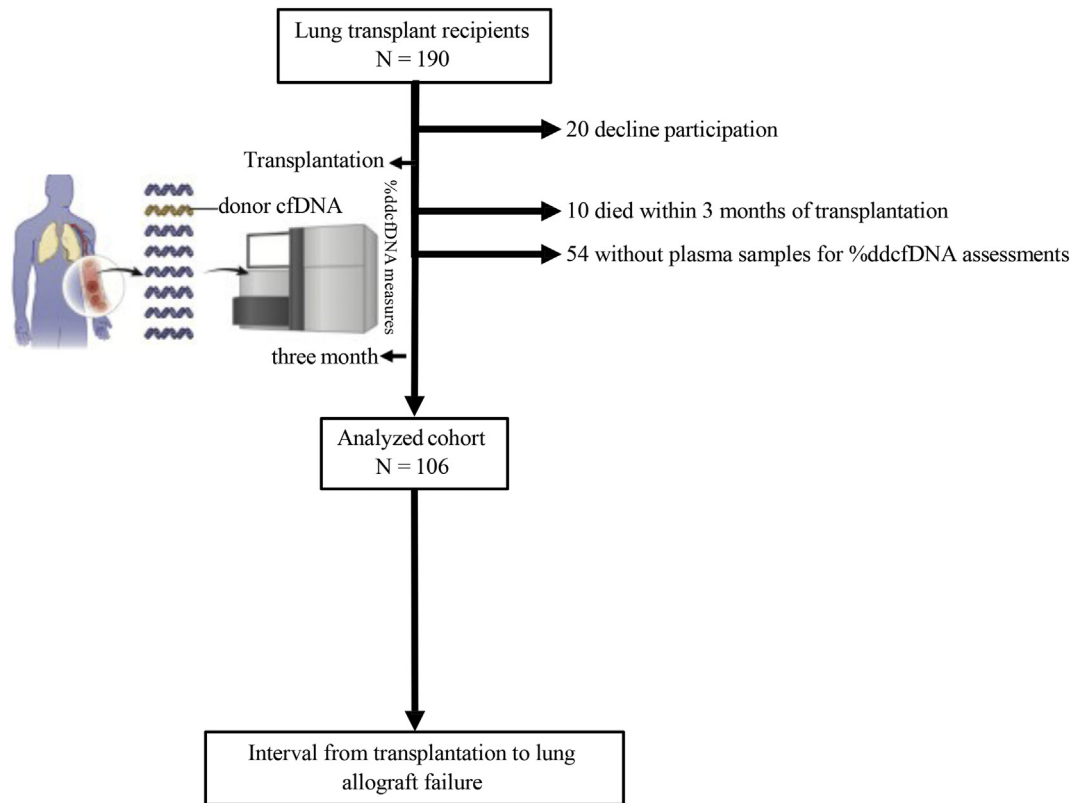 Lung transplant recipients
N = 190
20 decline participation
Transplantation
donor cfDNA
%ddcfDNA measures
10 died within 3 months of transplantation
54 without plasma samples for %ddcfDNA assessments
three month
Analyzed cohort
N = 106
Interval from transplantation to lung
allograft failure